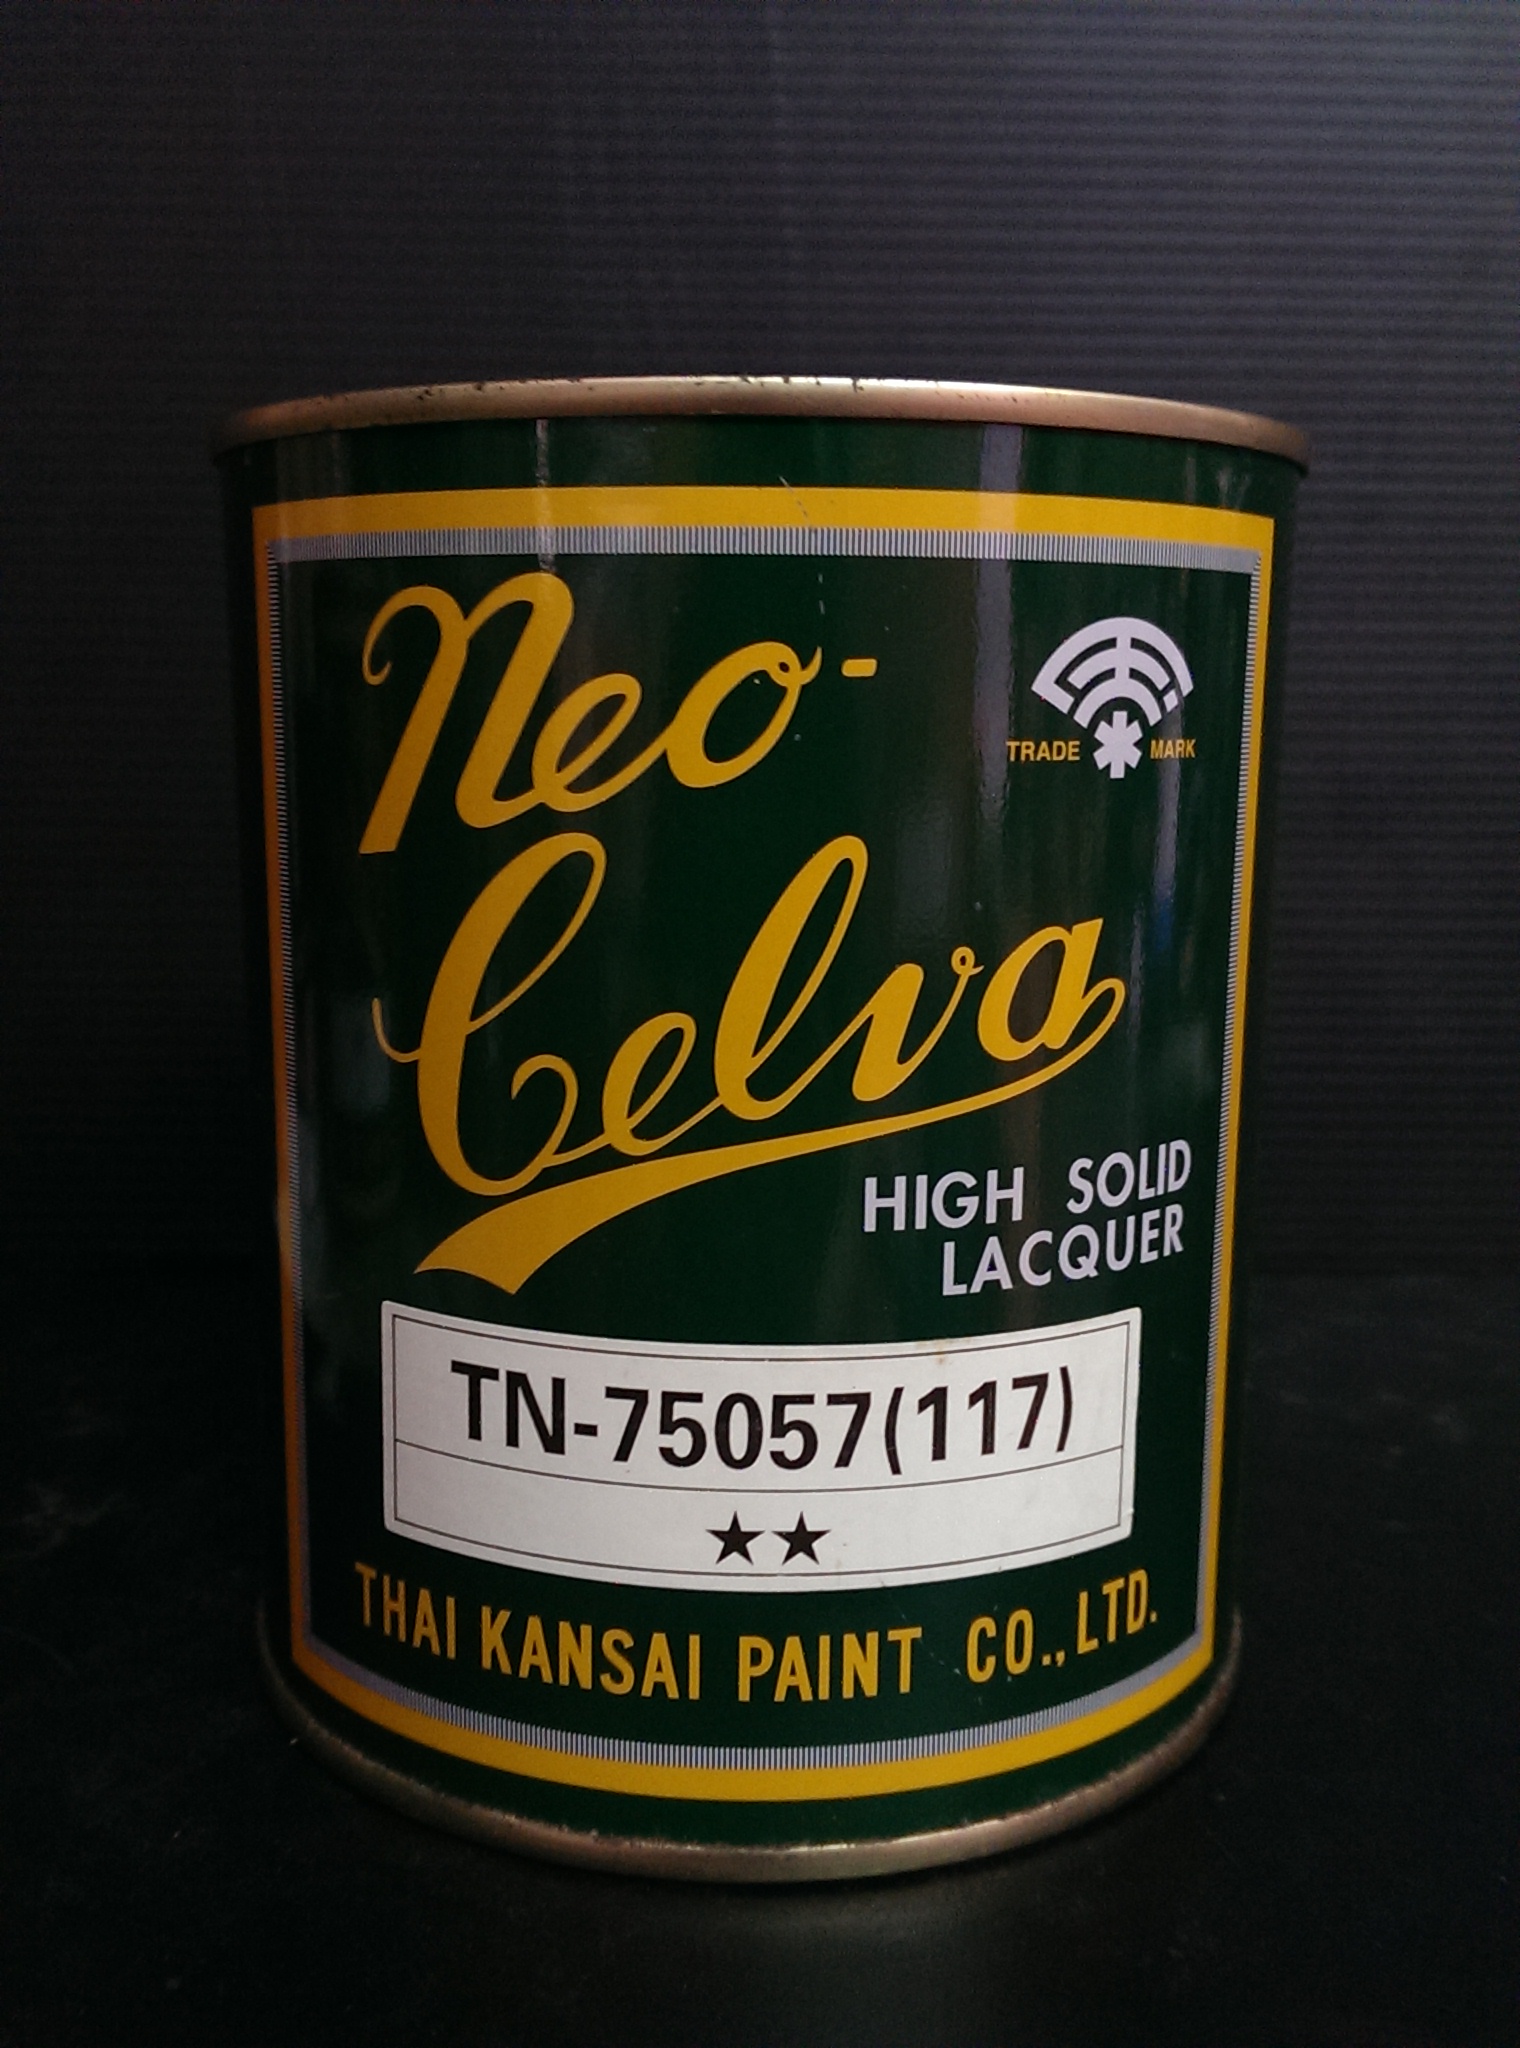 Neo-
Celva
TRADE MARK
HIGH SOLID
LACQUER
TN-75057(117)
★★
THAI KANSAI PAINT CO., LTD.